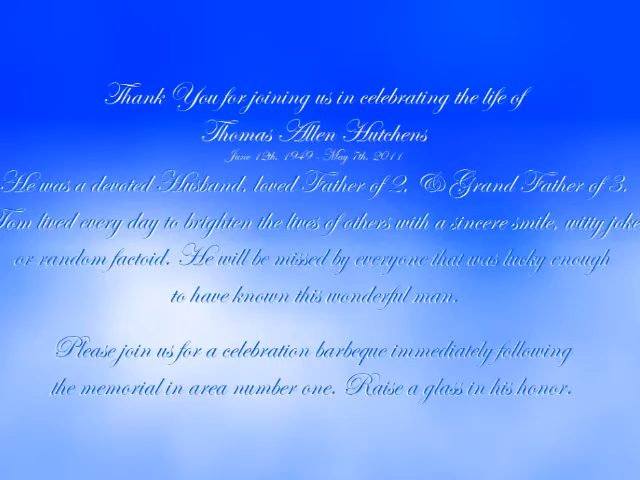 Thank You for joining us in celebrating the life of
Thomas Allen Hutchens
June 12th, 1949 - May 7th, 2011
He was a devoted Husband, loved Father of 2, & Grand Father of 3.
Tom lived every day to brighten the lives of others with a sincere smile, witty joke
or random factoid. He will be missed by everyone that was lucky enough
to have known this wonderful man.
Please join us for a celebration barbeque immediately following
the memorial in area number one. Raise a glass in his honor.